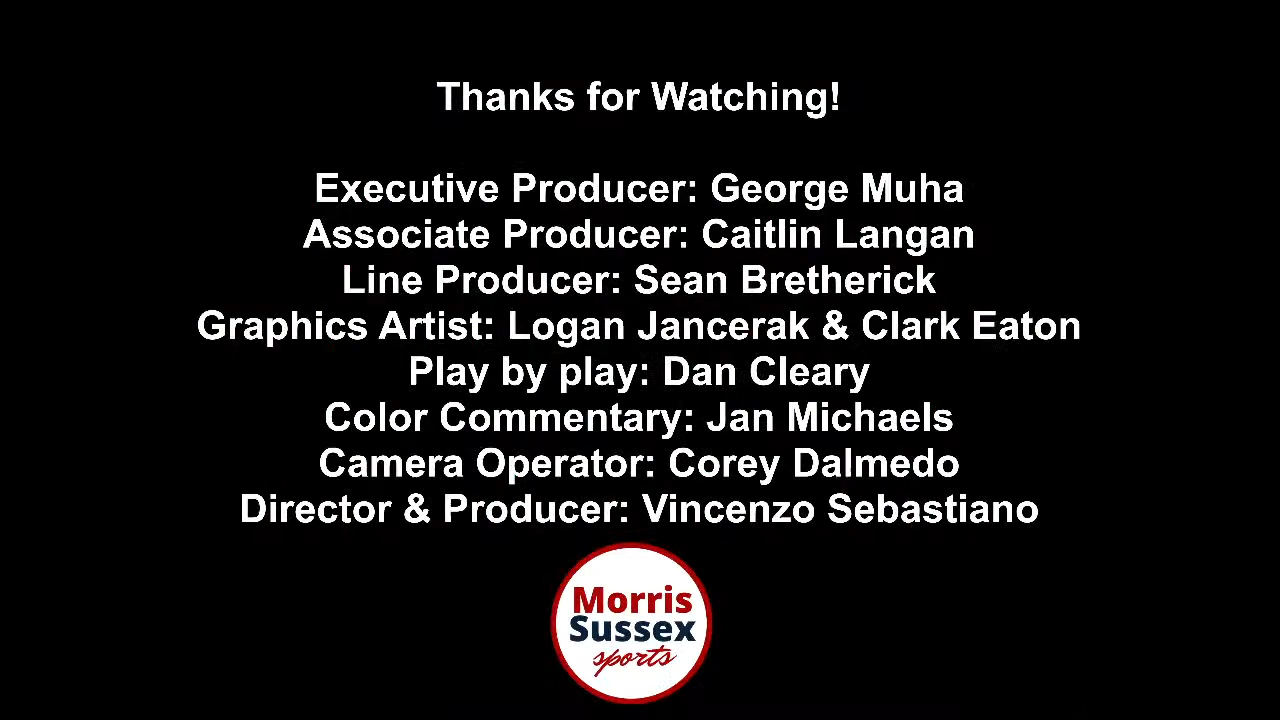 Thanks for Watching!
Executive Producer: George Muha
Associate Producer: Caitlin Langan
Line Producer: Sean Bretherick
Graphics Artist: Logan Jancerak & Clark Eaton
Play by play: Dan Cleary
Color Commentary: Jan Michaels
Camera Operator: Corey Dalmedo
Director & Producer: Vincenzo Sebastiano
Morris
Sussex
sports